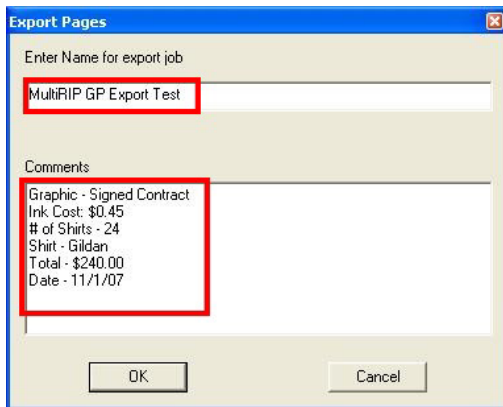 Export Pages
Enter Name for export job
MultiRIP GP Export Test
Comments
Graphic - Signed Contract
Ink Cost: $0.45
# of Shirts - 24
Shirt - Gildan
Total - $240.00
Date - 11/1/07
OK
Cancel